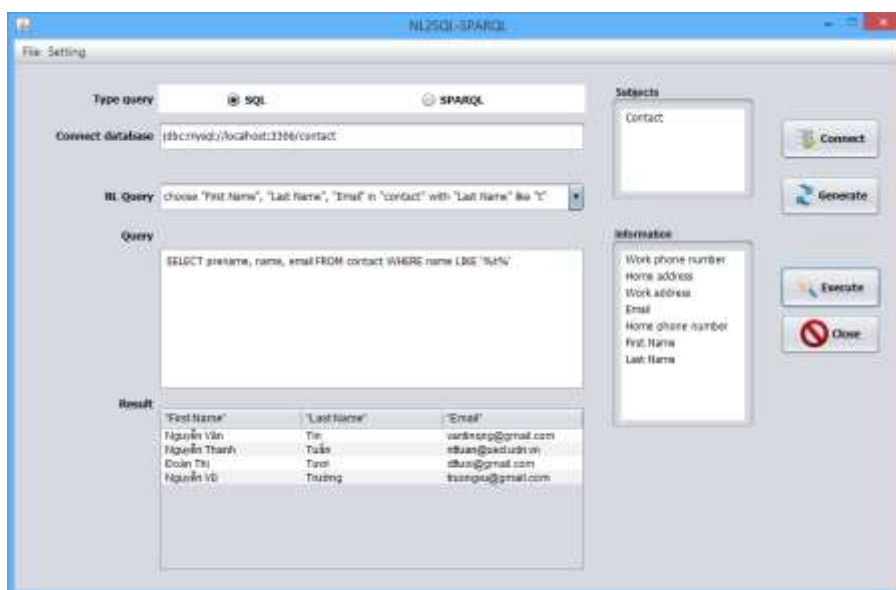 NL2SQL-SPARQL
File Setting
Type query SQL SPARQL
Connect database jdbc:mysql://localhost:3306/contact
NL Query choose "First Name", "Last Name", "Email" in "contact" with "Last Name" like "t"
Query
SELECT prename, name, email FROM contact WHERE name LIKE '%t%'
Result
"First Name" "Last Name" "Email"
Nguyễn Văn Tin
Nguyễn Thanh Tuấn
Đoàn Thị Tươi
Nguyễn Vũ Trường
Subjects
Contact
Information
Work phone number
Home address
Work address
Email
Home phone number
First Name
Last Name
Connect
Generate
Execute
Close